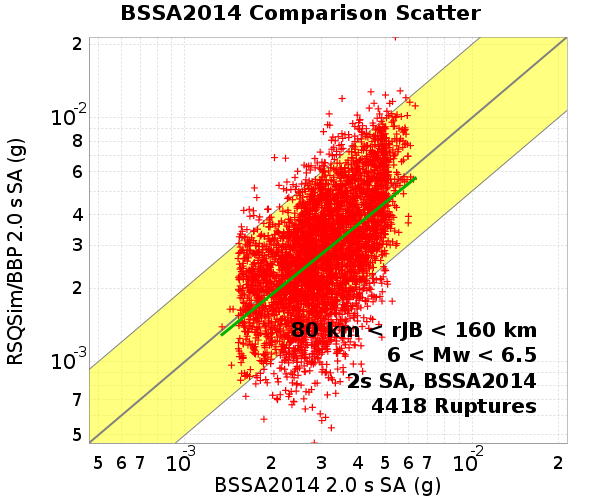 BSSA2014 Comparison Scatter
RSQSim/BBP 2.0 s SA (g)
2
10-2
8
6
4
3
2
10-3
7
5
80 km < rJB < 160 km
6 < Mw < 6.5
2s SA, BSSA2014
4418 Ruptures
5 6 7 10-3 2 3 4 5 6 7 10-2 2
BSSA2014 2.0 s SA (g)